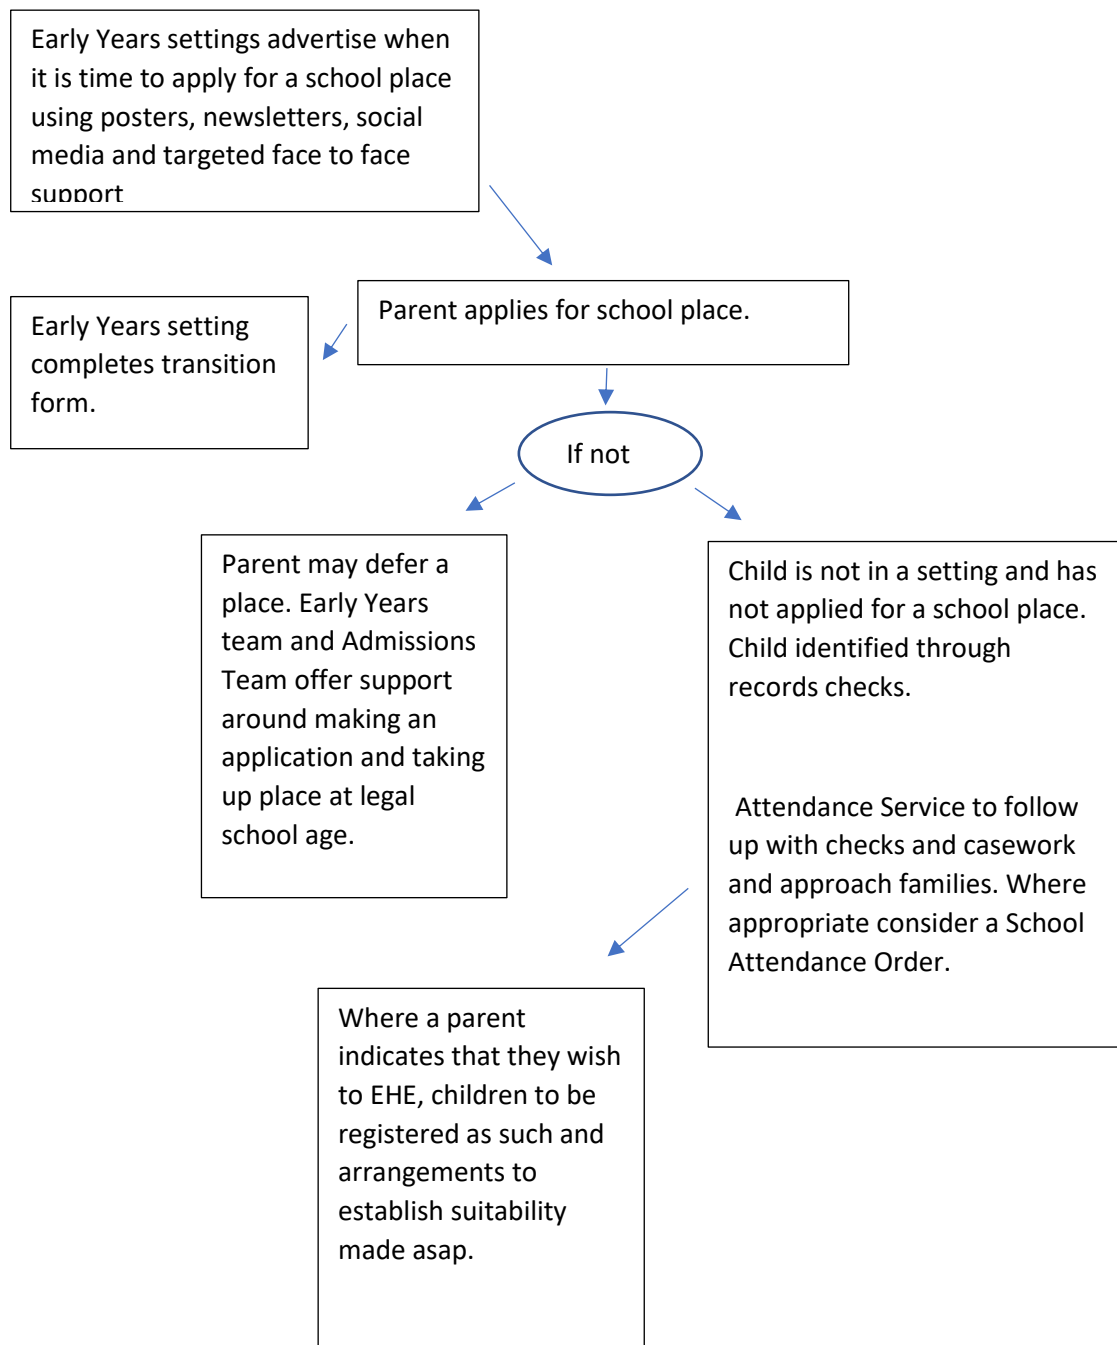 Early Years settings advertise when
it is time to apply for a school place
using posters, newsletters, social
media and targeted face to face
support
Parent applies for school place.
Early Years setting
completes transition
form.
If not
Parent may defer a
place. Early Years
team and Admissions
Team offer support
around making an
application and taking
up place at legal
school age.
Child is not in a setting and has
not applied for a school place.
Child identified through
records checks.
Attendance Service to follow
up with checks and casework
and approach families. Where
appropriate consider a School
Attendance Order.
Where a parent
indicates that they wish
to EHE, children to be
registered as such and
arrangements to
establish suitability
made asap.